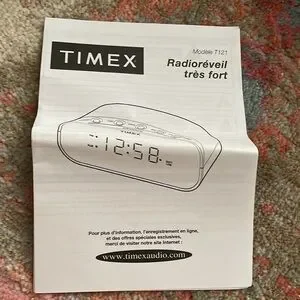 TIMEX
Modèle T121
Radioréveil
très fort
TIMEX
12:58
Pour plus d'information, l'enregistrement en ligne,
et des offres spéciales exclusives,
merci de visiter notre site Internet :
www.timexaudio.com